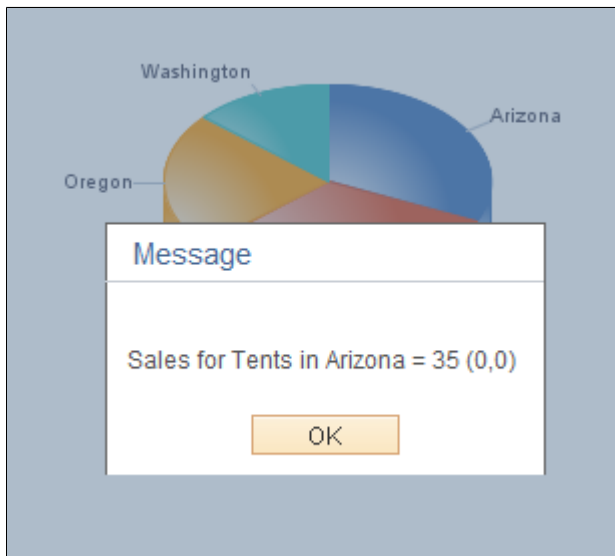 Washington
Arizona
Oregon
Message
Sales for Tents in Arizona = 35 (0,0)
OK